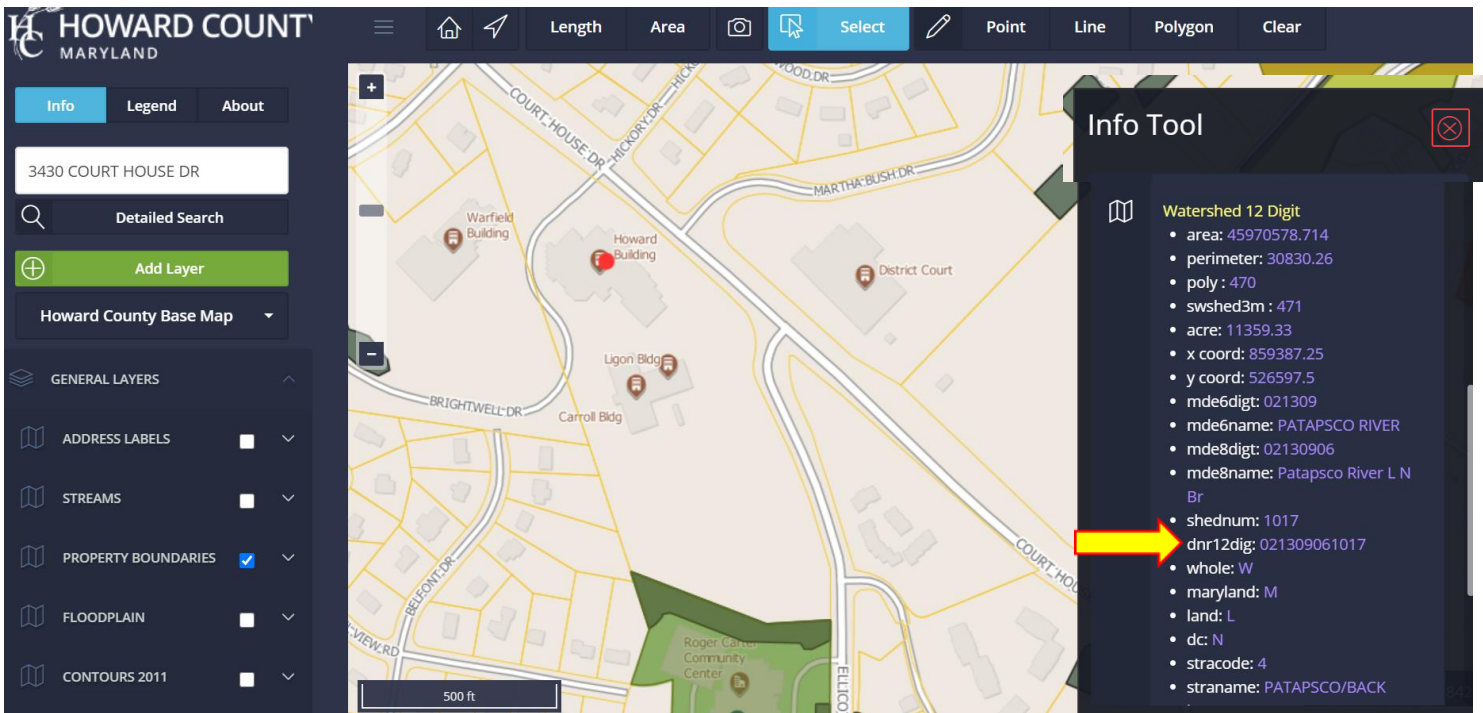 HOWARD COUNTY
MARYLAND
Length
Area
Select
Point
Line
Polygon
Clear
Info
Legend
About
3430 COURT HOUSE DR
Detailed Search
Add Layer
Howard County Base Map
GENERAL LAYERS
ADDRESS LABELS
STREAMS
PROPERTY BOUNDARIES
FLOODPLAIN
CONTOURS 2011
+
−
COURT HOUSE DR
HICKORY DR
HICKORY DR
WOOD DR
MARTHA BUSH DR
Warfield
Building
Howard
Building
District Court
Ligon Bldg
Carroll Bldg
BRIGHTWELL DR
BELFONT DR
VIEW RD
COURT HOU
Roger Carter
Community
Center
ELLICO
500 ft
Info Tool
Watershed 12 Digit
• area: 45970578.714
• perimeter: 30830.26
• poly : 470
• swshed3m : 471
• acre: 11359.33
• x coord: 859387.25
• y coord: 526597.5
• mde6digt: 021309
• mde6name: PATAPSCO RIVER
• mde8digt: 02130906
• mde8name: Patapsco River L N
Br
• shednum: 1017
• dnr12dig: 021309061017
• whole: W
• maryland: M
• land: L
• dc: N
• stracode: 4
• straname: PATAPSCO/BACK